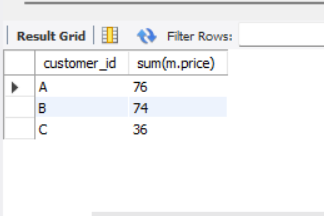 Result Grid Filter Rows:
customer_id sum(m.price)
A 76
B 74
C 36